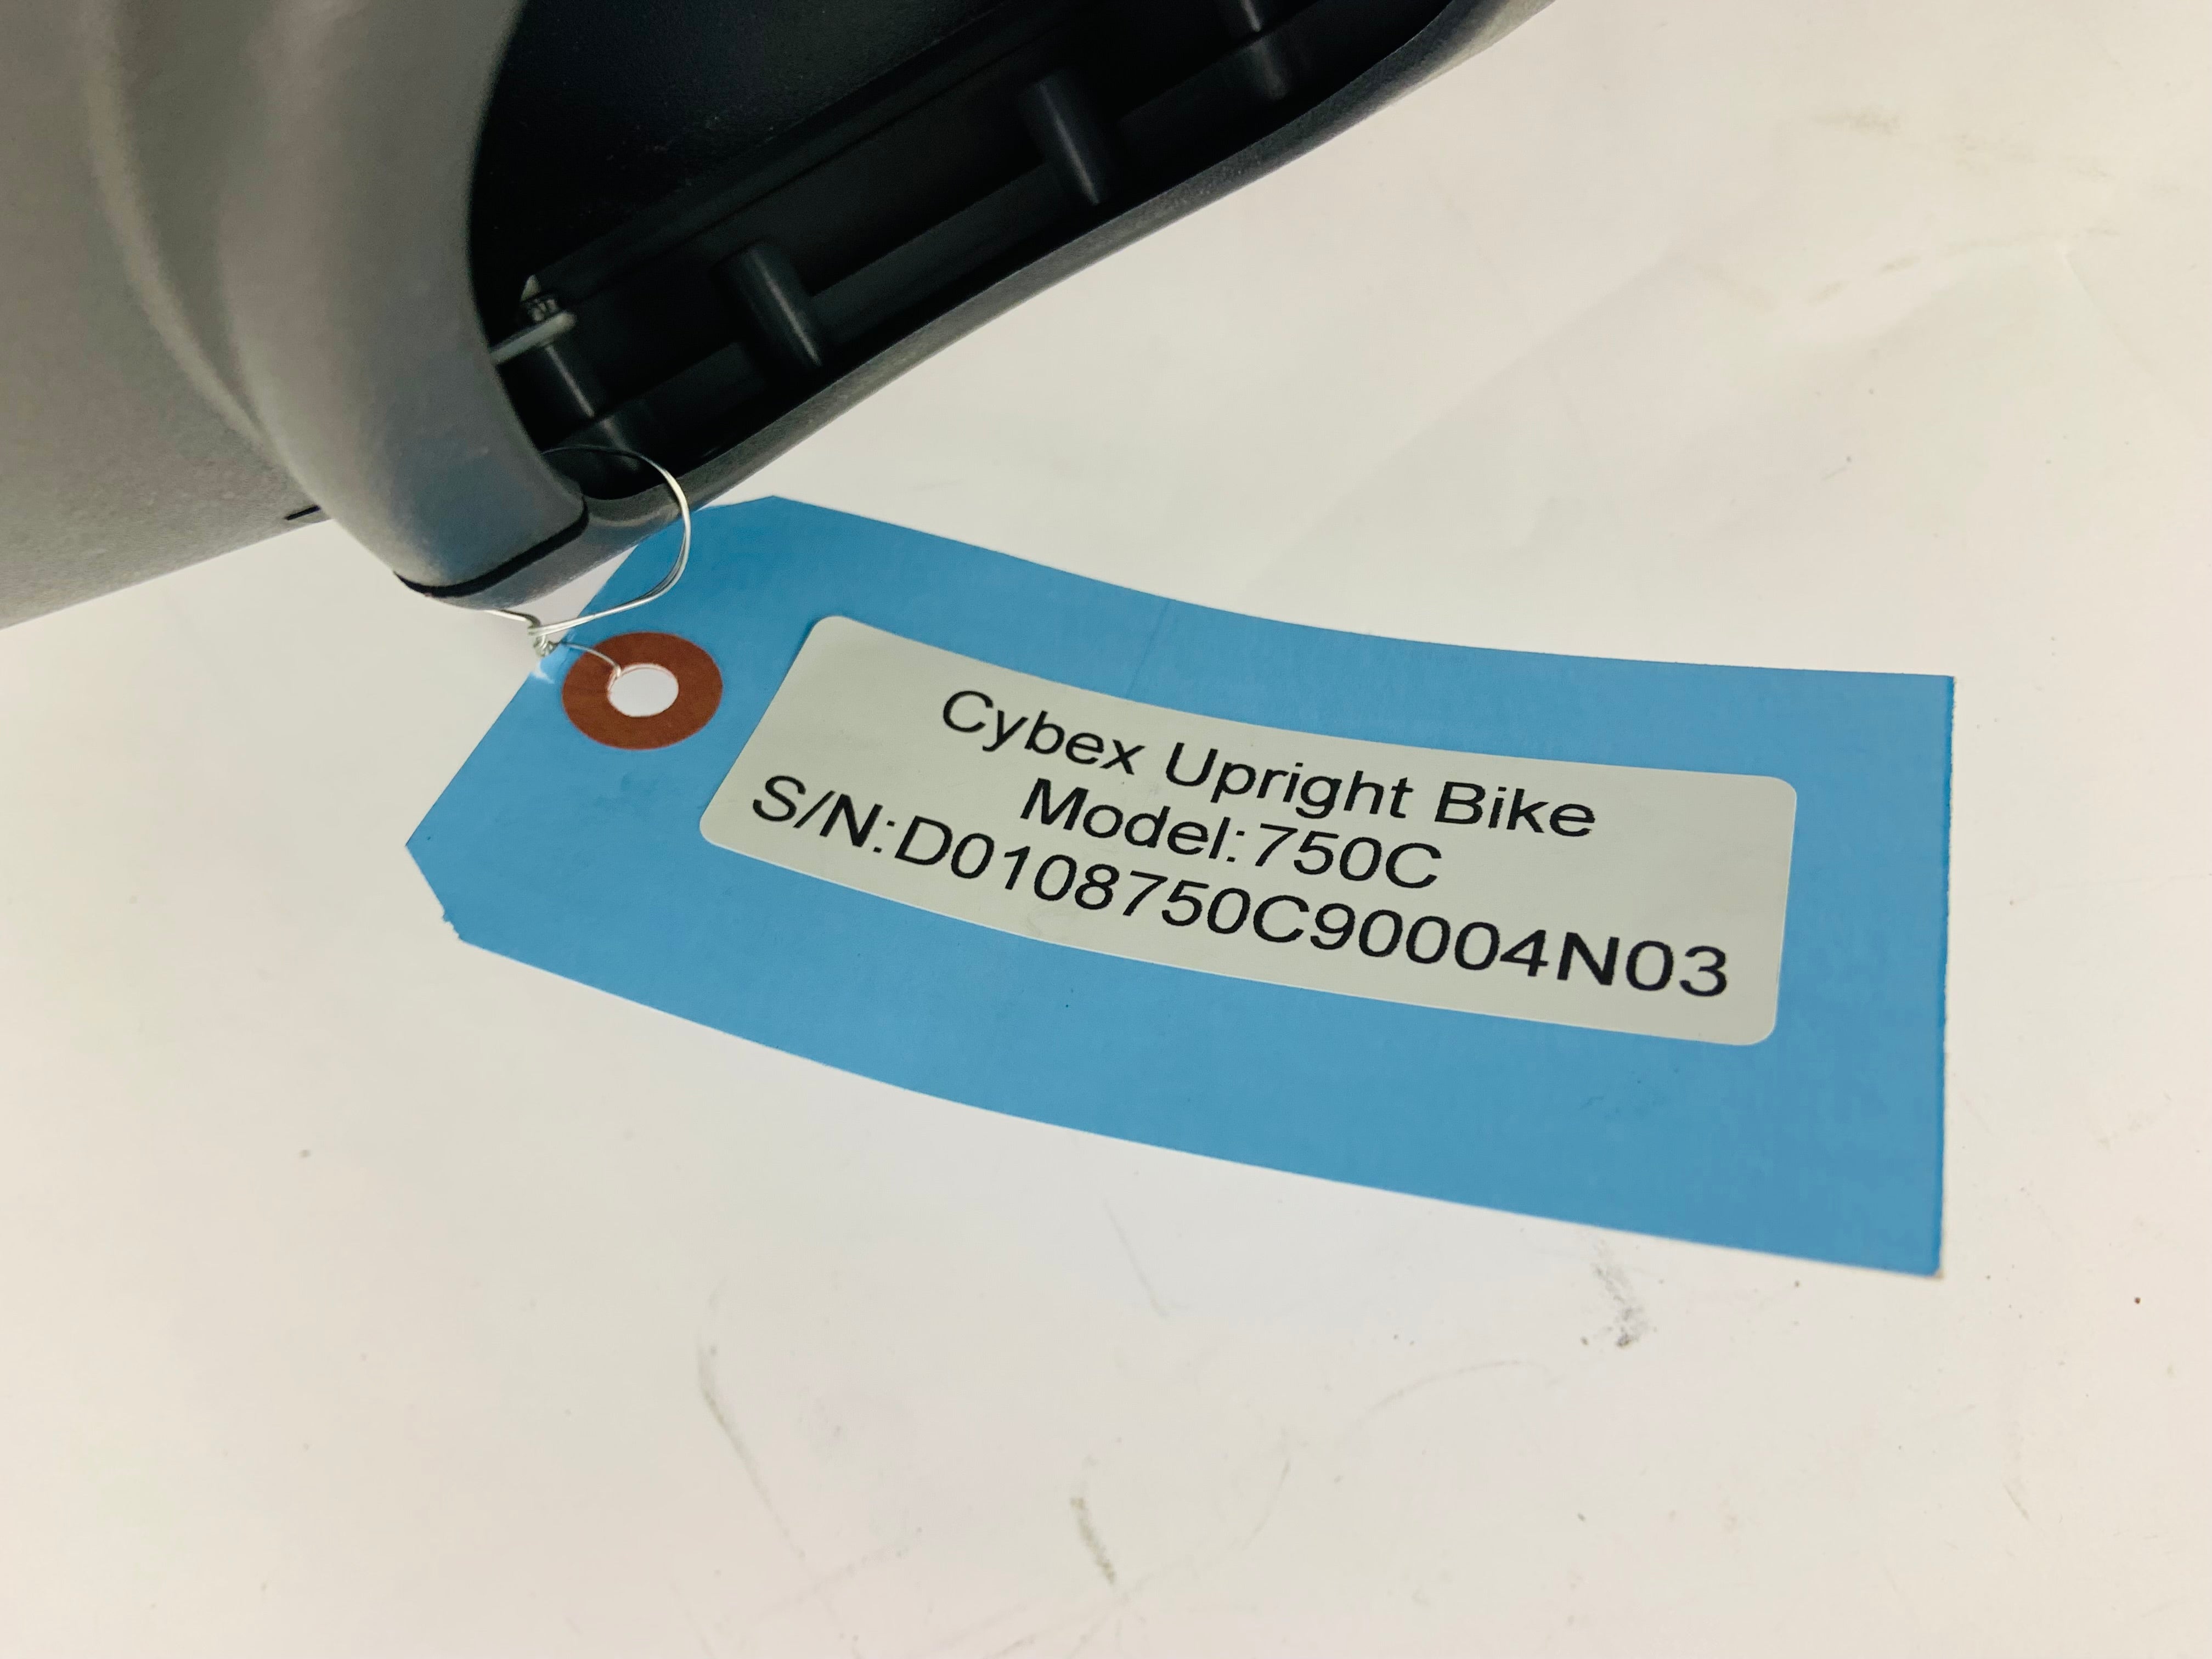 Cybex Upright Bike
Model:750C
S/N:D0108750C90004N03